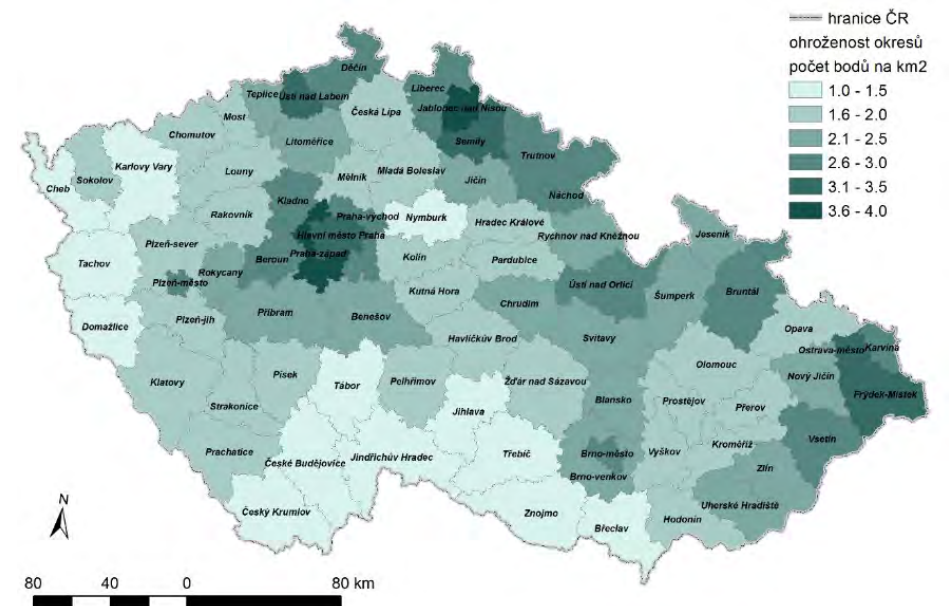 hranice ČR
ohroženost okresů
počet bodů na km2
1.0 - 1.5
1.6 - 2.0
2.1 - 2.5
2.6 - 3.0
3.1 - 3.5
3.6 - 4.0
Děčín
Teplice
Ústí nad Labem
Liberec
Jablonec nad Nisou
Most
Česká Lípa
Chomutov
Litoměřice
Semily
Trutnov
Karlovy Vary
Louny
Mělník
Mladá Boleslav
Jičín
Sokolov
Cheb
Náchod
Kladno
Rakovník
Praha-východ
Nymburk
Hradec Králové
Hlavní město Praha
Rychnov nad Kněžnou
Jeseník
Plzeň-sever
Praha-západ
Beroun
Kolín
Pardubice
Tachov
Rokycany
Plzeň-město
Kutná Hora
Ústí nad Orlicí
Šumperk
Bruntál
Chrudim
Příbram
Benešov
Plzeň-jih
Domažlice
Opava
Svitavy
Havlíčkův Brod
Ostrava-město
Karviná
Olomouc
Nový Jičín
Klatovy
Písek
Tábor
Pelhřimov
Žďár nad Sázavou
Frýdek-Místek
Blansko
Prostějov
Přerov
Strakonice
Jihlava
Vsetín
Kroměříž
Prachatice
Třebíč
Brno-město
Vyškov
České Budějovice
Jindřichův Hradec
Zlín
Brno-venkov
Uherské Hradiště
Český Krumlov
Znojmo
Břeclav
Hodonín
N
80 40 0 80 km